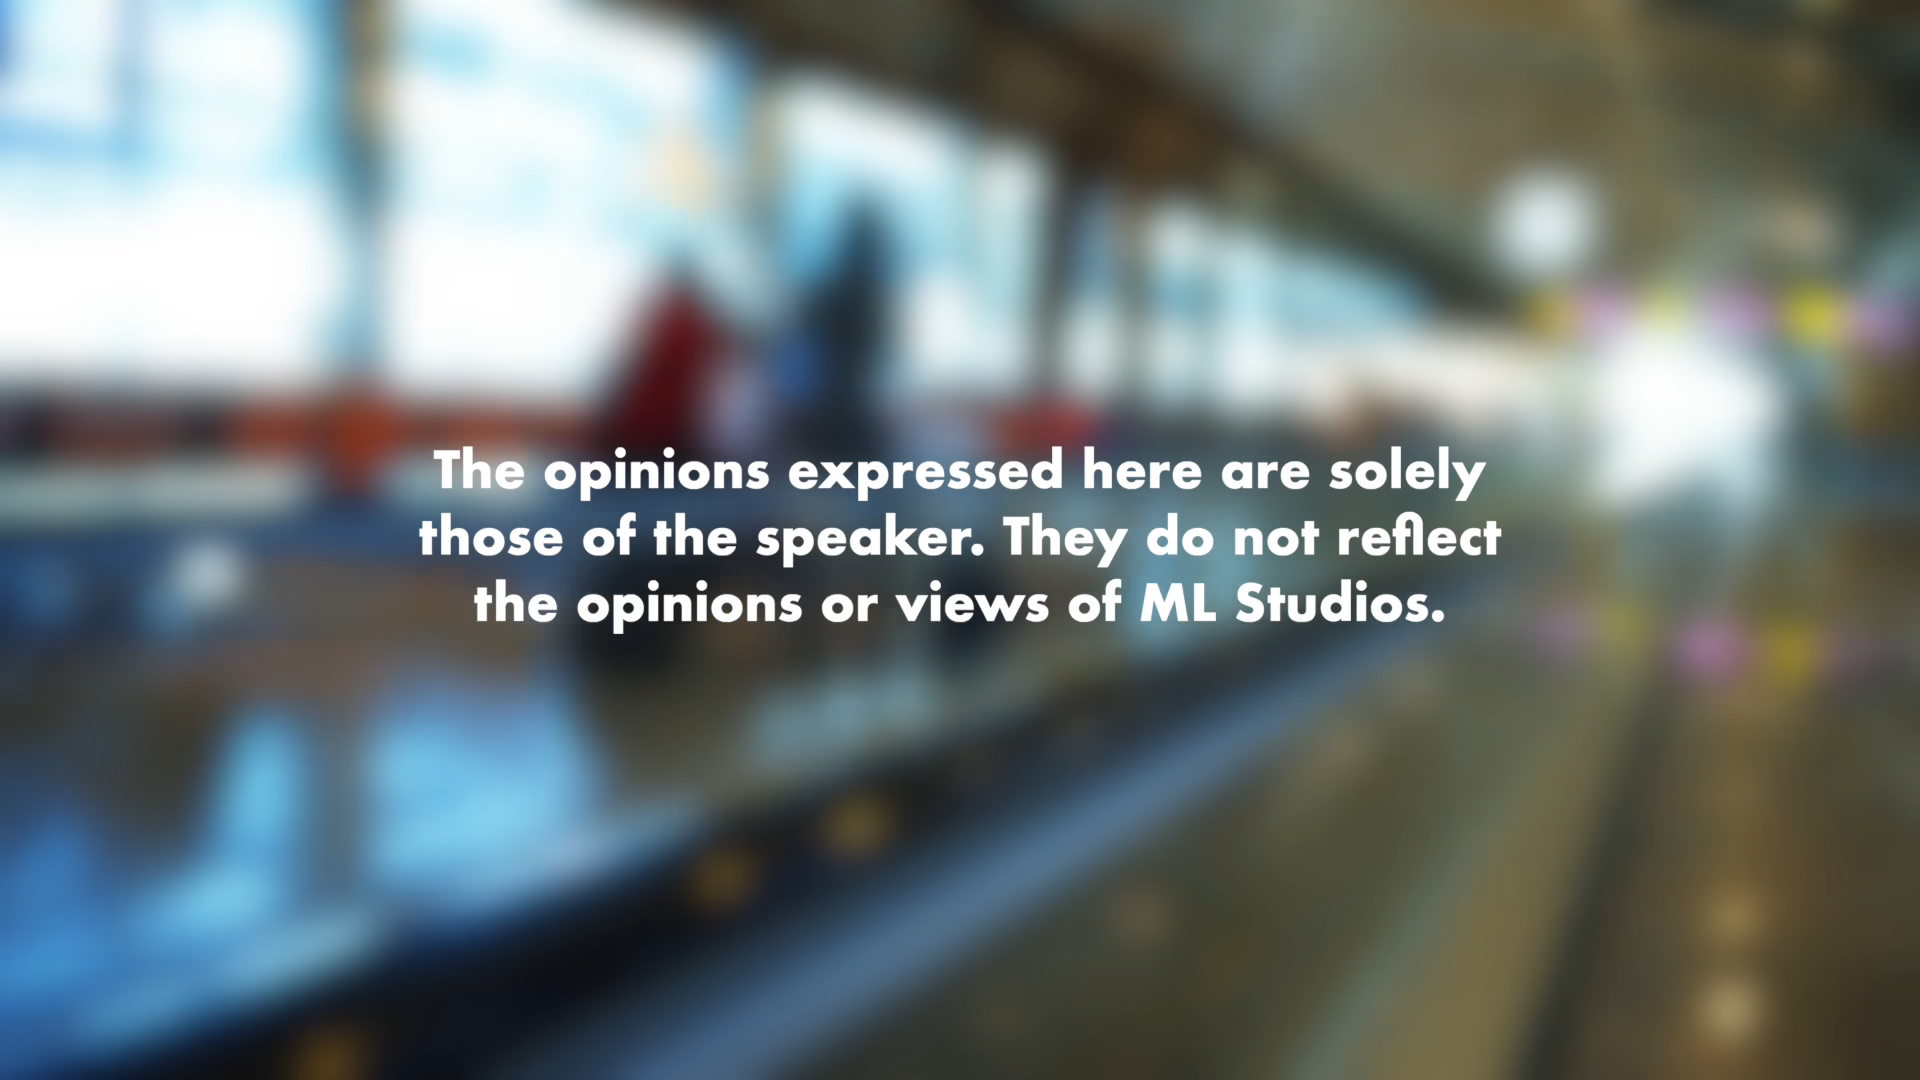 The opinions expressed here are solely
those of the speaker. They do not reflect
the opinions or views of ML Studios.